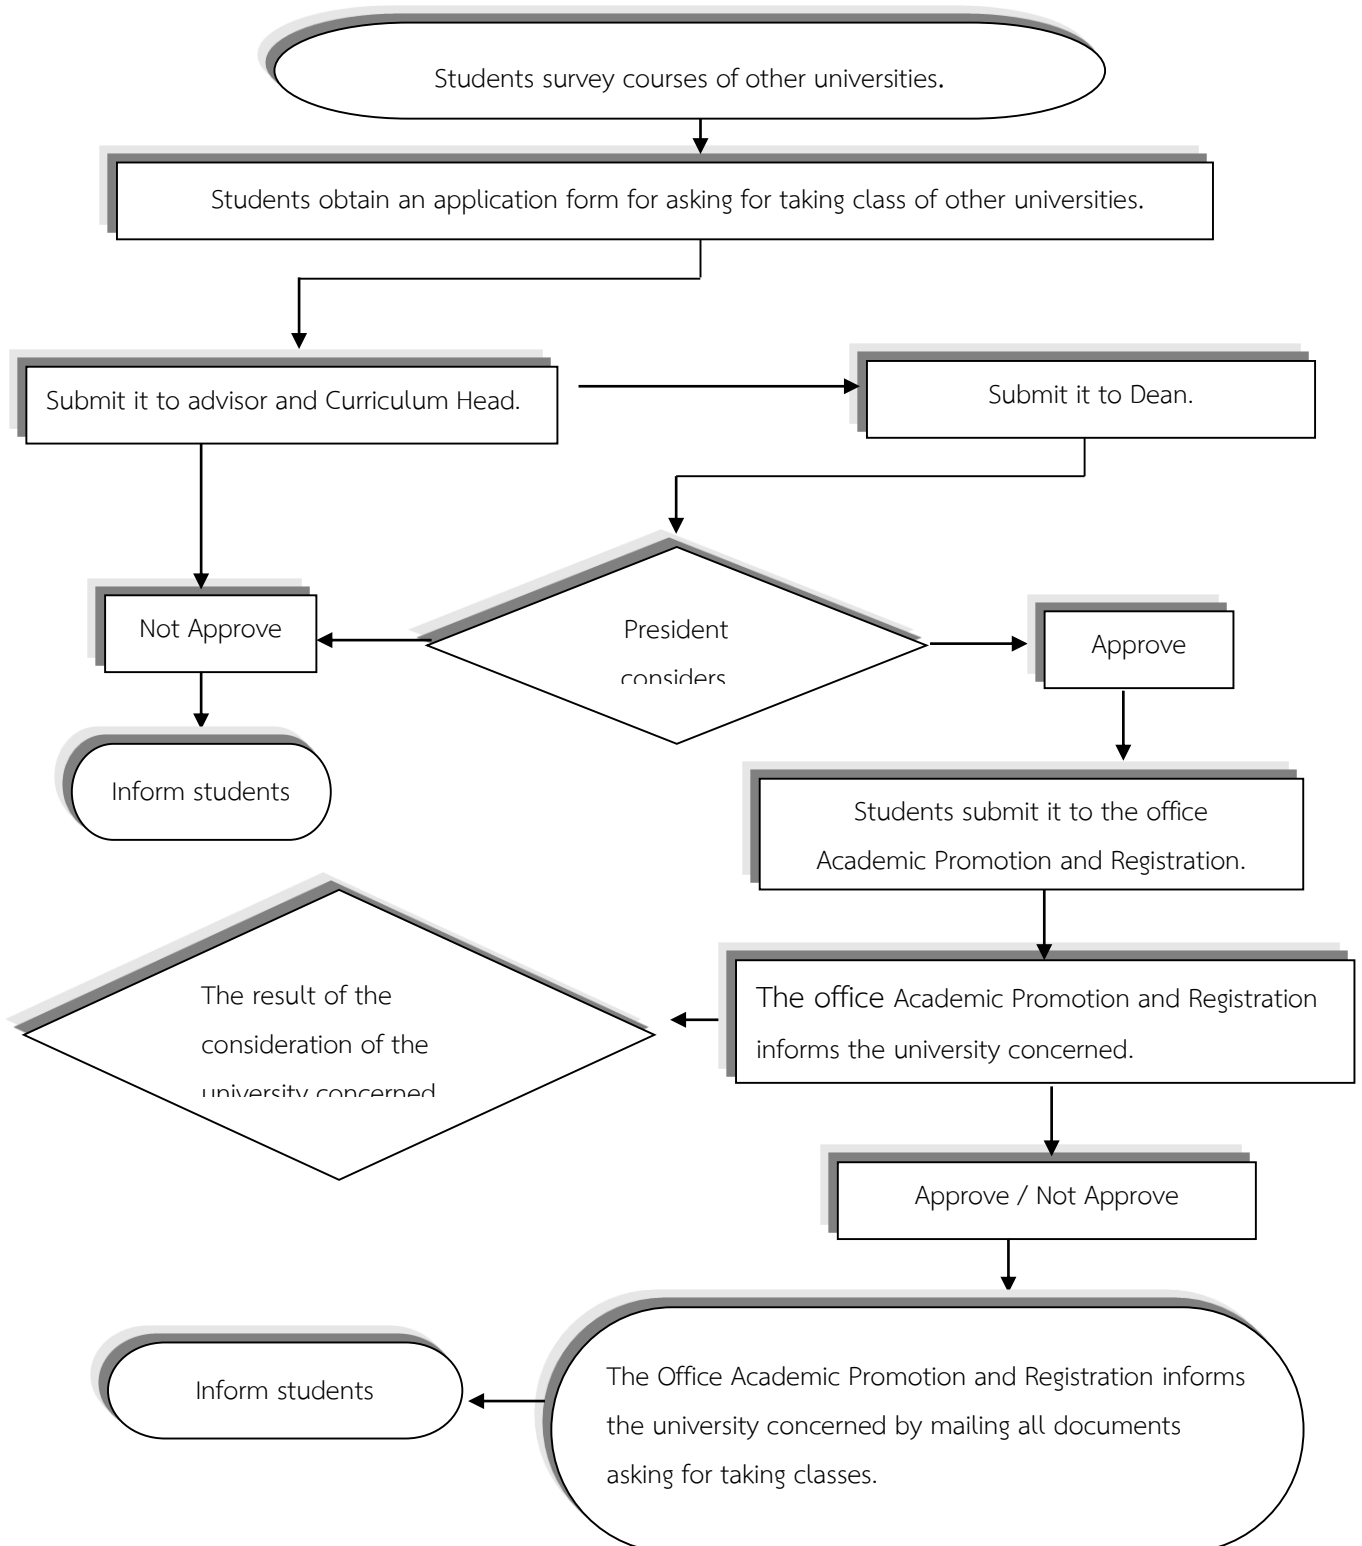 Students survey courses of other universities.
Students obtain an application form for asking for taking class of other universities.
Submit it to advisor and Curriculum Head.
Submit it to Dean.
Not Approve
President
considers
Approve
Inform students
Students submit it to the office
Academic Promotion and Registration.
The result of the
consideration of the
university concerned
The office Academic Promotion and Registration
informs the university concerned.
Approve / Not Approve
Inform students
The Office Academic Promotion and Registration informs
the university concerned by mailing all documents
asking for taking classes.